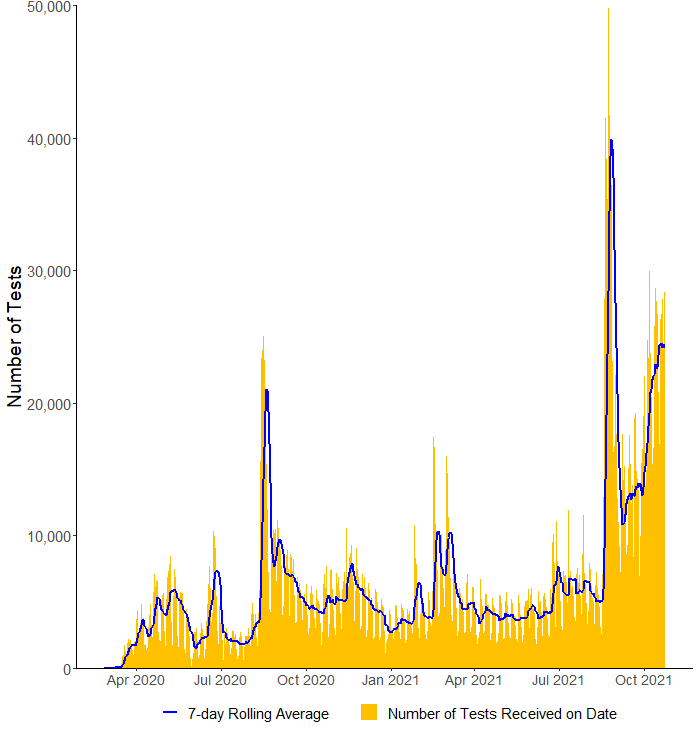 50,000
40,000
30,000
20,000
10,000
0
Number of Tests
Apr 2020 Jul 2020 Oct 2020 Jan 2021 Apr 2021 Jul 2021 Oct 2021
7-day Rolling Average Number of Tests Received on Date